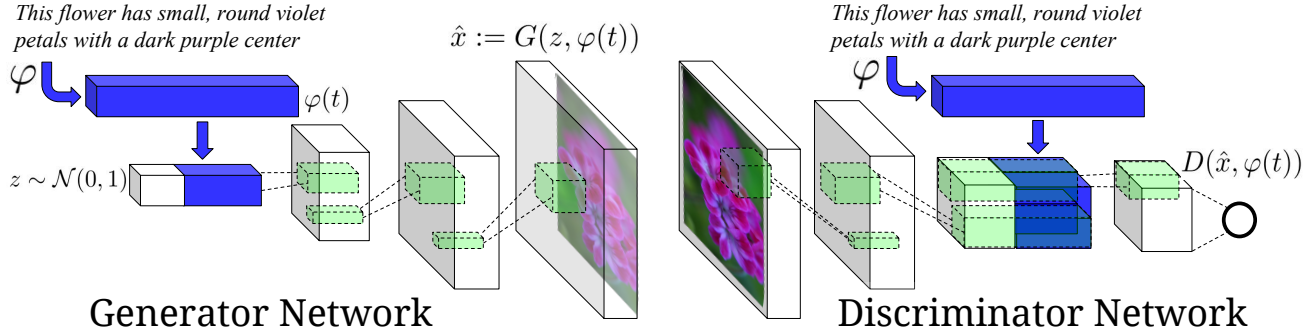 This flower has small, round violet
petals with a dark purple center
φ
φ(t)
z ∼ 𝒩(0, 1)
x̂ := G(z, φ(t))
Generator Network
This flower has small, round violet
petals with a dark purple center
φ
D(x̂, φ(t))
Discriminator Network